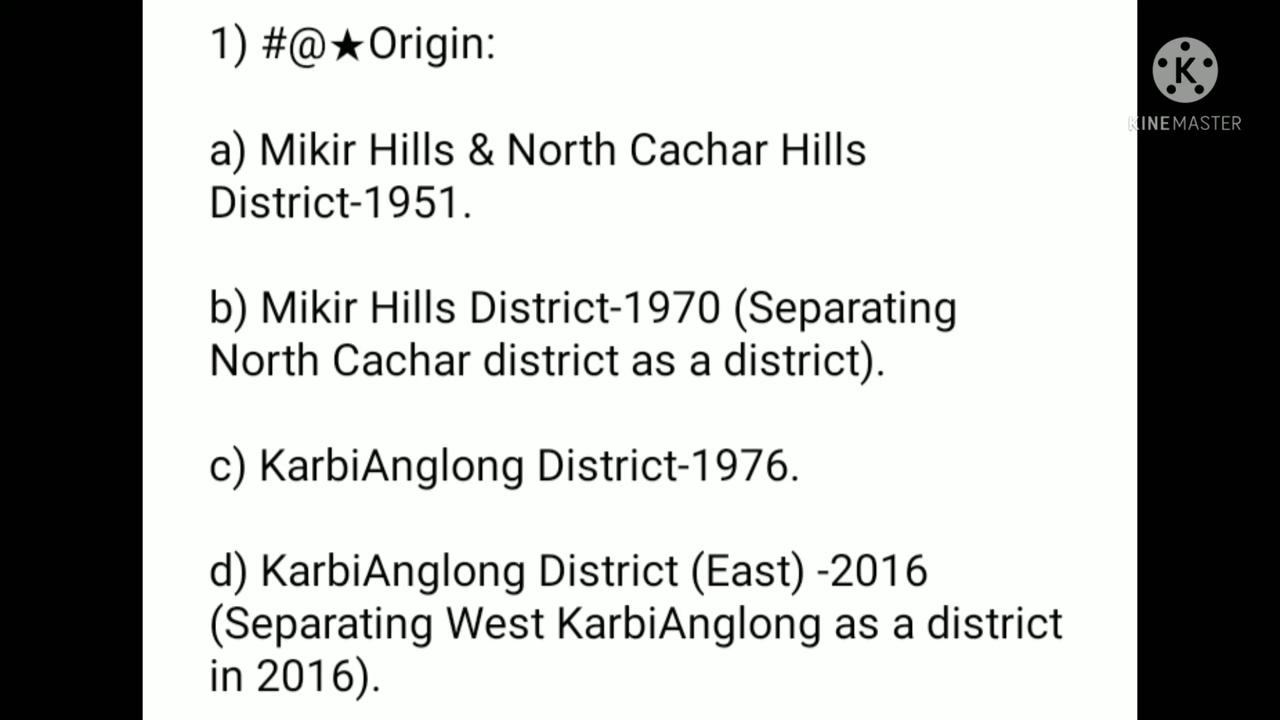 1) #@★Origin:
a) Mikir Hills & North Cachar Hills
District-1951.
b) Mikir Hills District-1970 (Separating
North Cachar district as a district).
c) KarbiAnglong District-1976.
d) KarbiAnglong District (East) -2016
(Separating West KarbiAnglong as a district
in 2016).
K
KINEMASTER